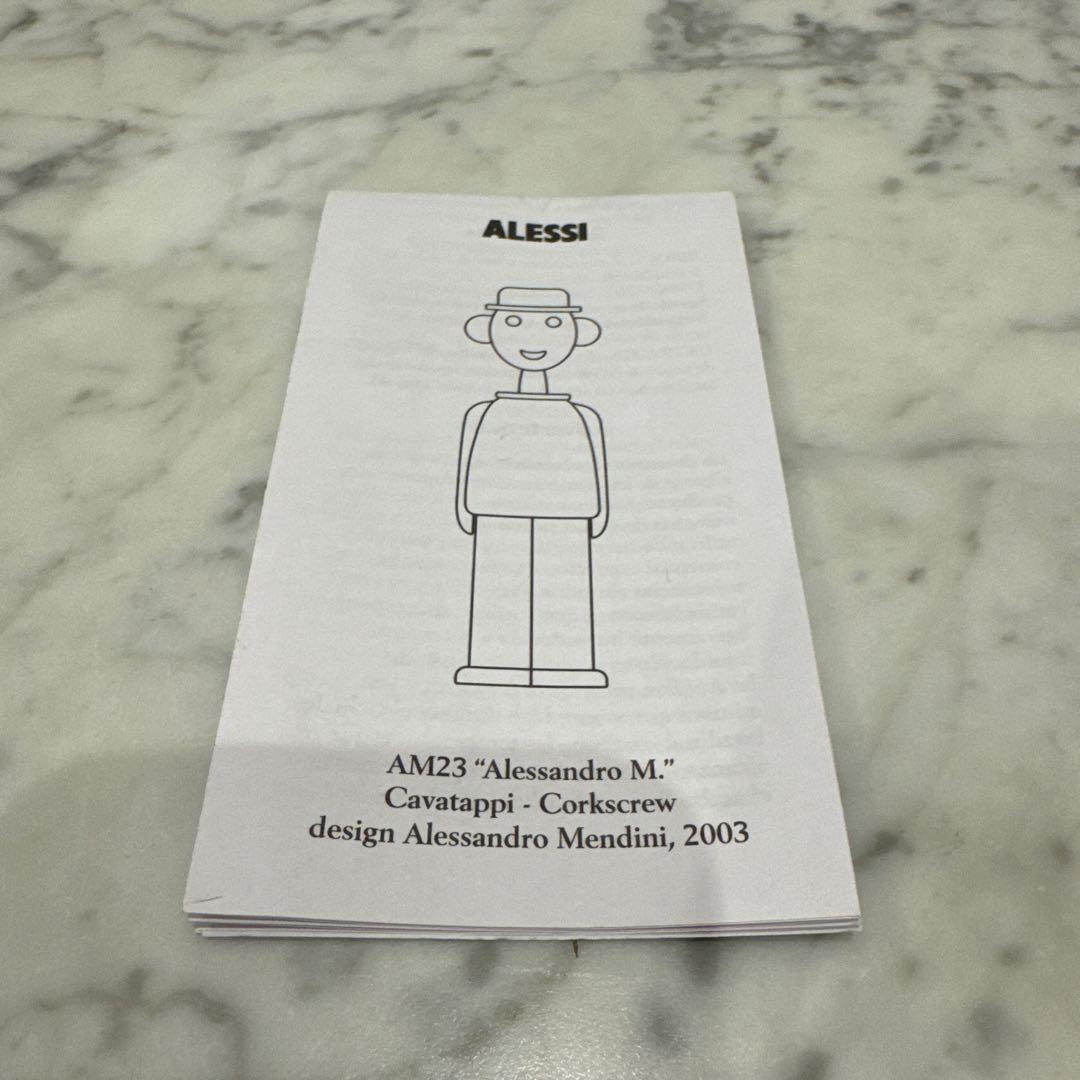 ALESSI
AM23 “Alessandro M.”
Cavatappi - Corkscrew
design Alessandro Mendini, 2003